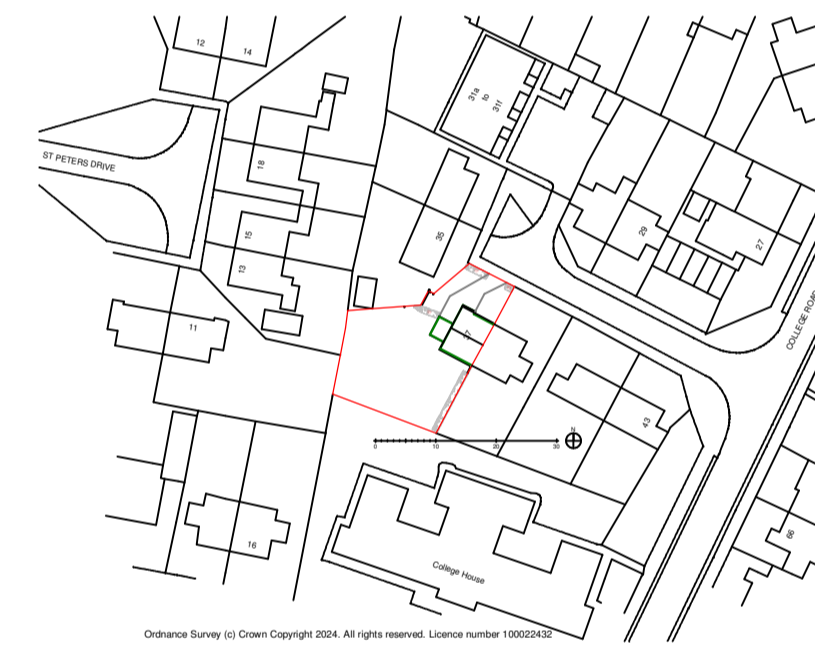 12
14
31a
to
31f
ST PETERS DRIVE
18
15
13
35
29
27
COLLEGE ROAD
11
37
43
N
0
10
20
30
66
16
College House
Ordnance Survey (c) Crown Copyright 2024. All rights reserved. Licence number 100022432